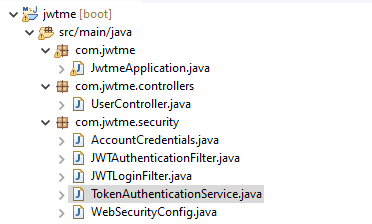 jwtme [boot]
src/main/java
com.jwtme
JwtmeApplication.java
com.jwtme.controllers
UserController.java
com.jwtme.security
AccountCredentials.java
JWTAuthenticationFilter.java
JWTLoginFilter.java
TokenAuthenticationService.java
WebSecurityConfig.java